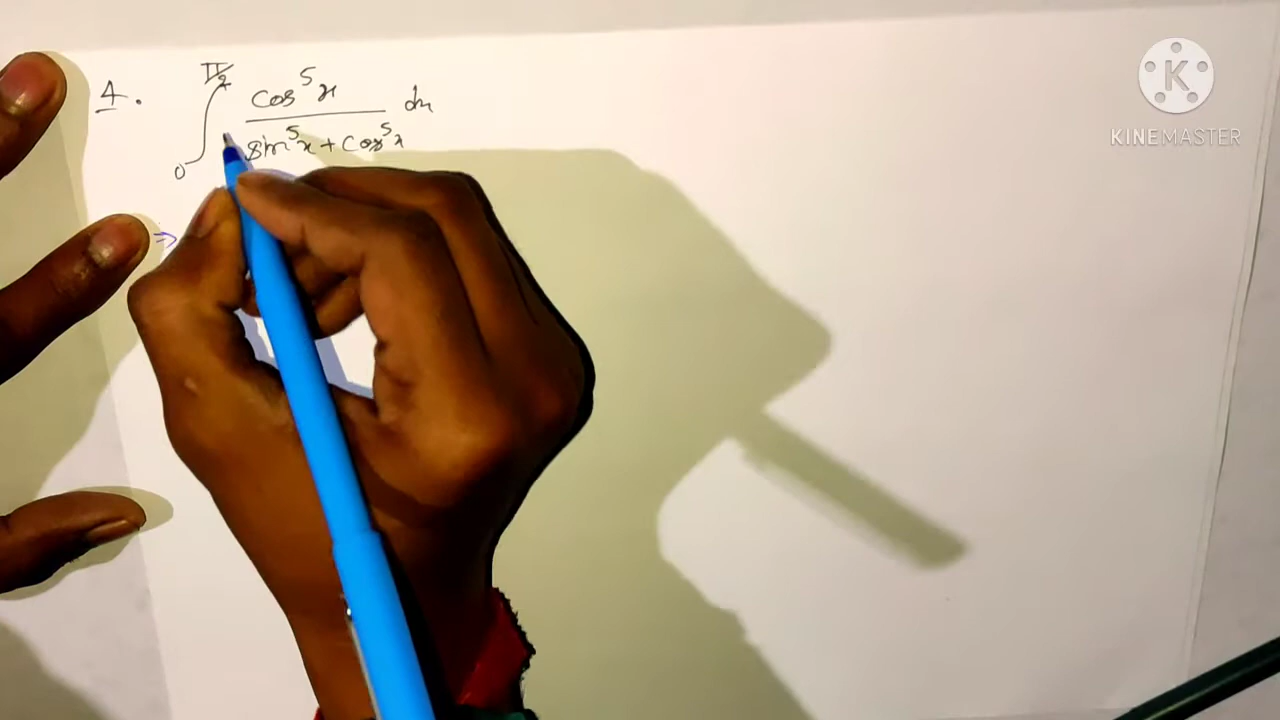 4. ∫₀^{π/2} cos⁵x / (sin⁵x + cos⁵x) dx
⇒
K
KINEMASTER